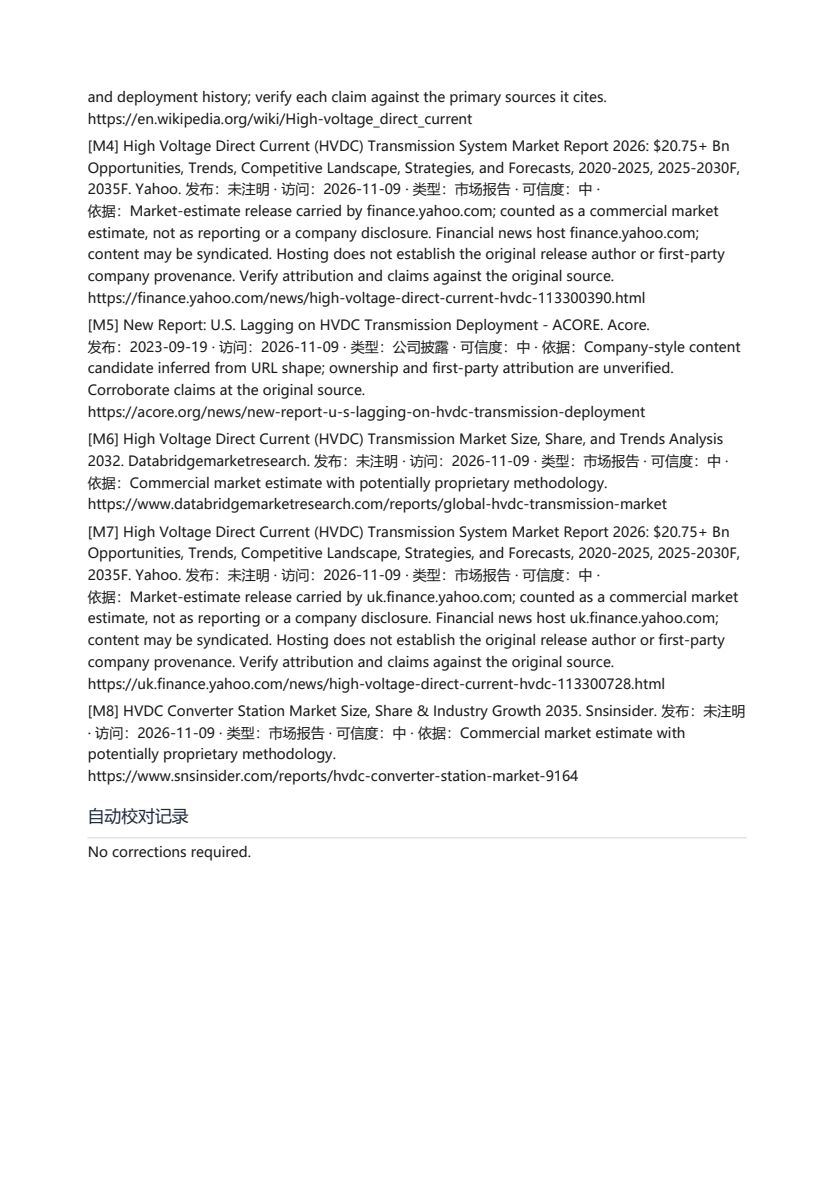 and deployment history; verify each claim against the primary sources it cites.
https://en.wikipedia.org/wiki/High-voltage_direct_current
[M4] High Voltage Direct Current (HVDC) Transmission System Market Report 2026: $20.75+ Bn
Opportunities, Trends, Competitive Landscape, Strategies, and Forecasts, 2020-2025, 2025-2030F,
2035F. Yahoo. 发布：未注明 · 访问：2026-11-09 · 类型：市场报告 · 可信度：中 ·
依据：Market-estimate release carried by finance.yahoo.com; counted as a commercial market
estimate, not as reporting or a company disclosure. Financial news host finance.yahoo.com;
content may be syndicated. Hosting does not establish the original release author or first-party
company provenance. Verify attribution and claims against the original source.
https://finance.yahoo.com/news/high-voltage-direct-current-hvdc-113300390.html
[M5] New Report: U.S. Lagging on HVDC Transmission Deployment - ACORE. Acore.
发布：2023-09-19 · 访问：2026-11-09 · 类型：公司披露 · 可信度：中 · 依据：Company-style content
candidate inferred from URL shape; ownership and first-party attribution are unverified.
Corroborate claims at the original source.
https://acore.org/news/new-report-u-s-lagging-on-hvdc-transmission-deployment
[M6] High Voltage Direct Current (HVDC) Transmission Market Size, Share, and Trends Analysis
2032. Databridgemarketresearch. 发布：未注明 · 访问：2026-11-09 · 类型：市场报告 · 可信度：中 ·
依据：Commercial market estimate with potentially proprietary methodology.
https://www.databridgemarketresearch.com/reports/global-hvdc-transmission-market
[M7] High Voltage Direct Current (HVDC) Transmission System Market Report 2026: $20.75+ Bn
Opportunities, Trends, Competitive Landscape, Strategies, and Forecasts, 2020-2025, 2025-2030F,
2035F. Yahoo. 发布：未注明 · 访问：2026-11-09 · 类型：市场报告 · 可信度：中 ·
依据：Market-estimate release carried by uk.finance.yahoo.com; counted as a commercial market
estimate, not as reporting or a company disclosure. Financial news host uk.finance.yahoo.com;
content may be syndicated. Hosting does not establish the original release author or first-party
company provenance. Verify attribution and claims against the original source.
https://uk.finance.yahoo.com/news/high-voltage-direct-current-hvdc-113300728.html
[M8] HVDC Converter Station Market Size, Share & Industry Growth 2035. Snsinsider. 发布：未注明
· 访问：2026-11-09 · 类型：市场报告 · 可信度：中 · 依据：Commercial market estimate with
potentially proprietary methodology.
https://www.snsinsider.com/reports/hvdc-converter-station-market-9164
自动校对记录
No corrections required.